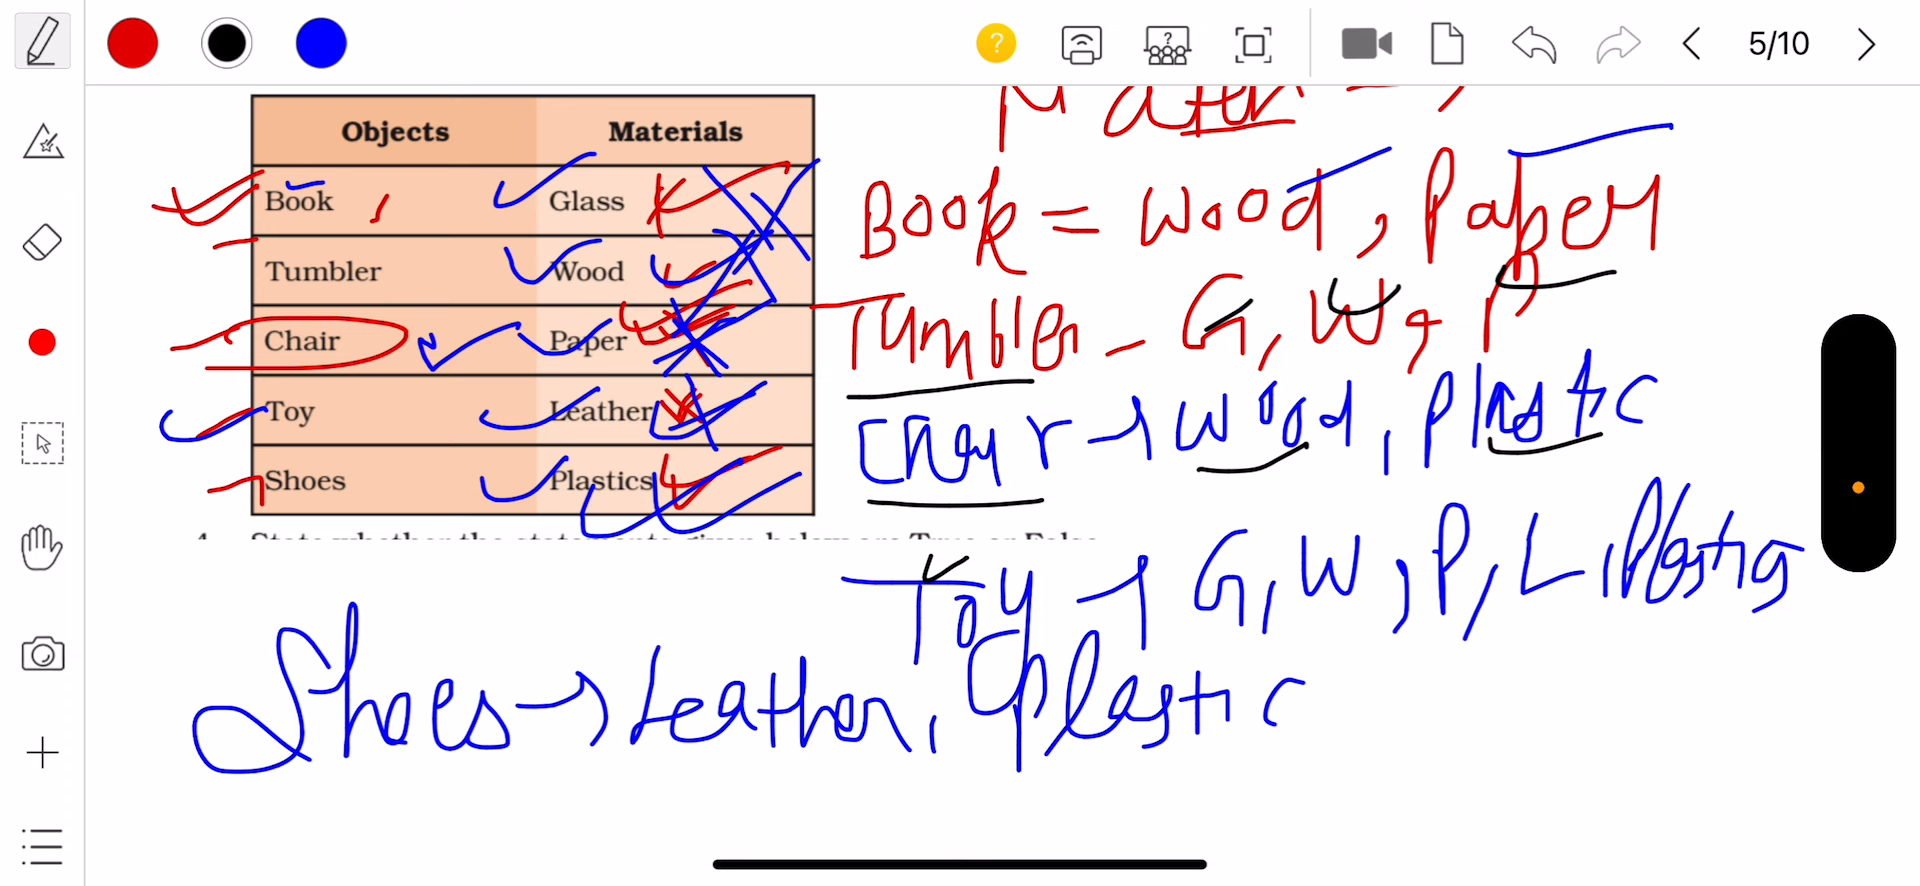 ? ? 5/10
Objects Materials
Book Glass
Tumbler Wood
Chair Paper
Toy Leather
Shoes Plastics
Book = Wood, Paper
Tumbler - G, W, P
Chair → Wood, Plastic
Toy → G, W, P, L, Plastics
Shoes → Leather, Plastic